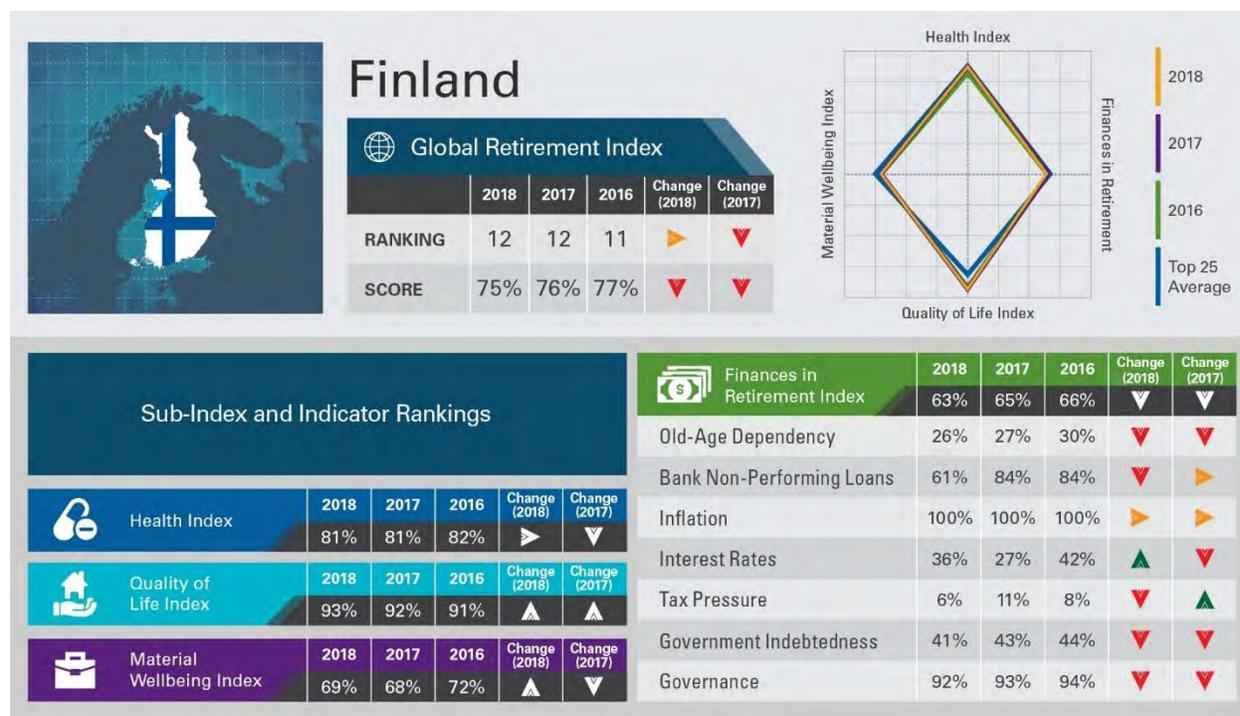 Finland
Global Retirement Index
2018 2017 2016 Change (2018) Change (2017)
RANKING 12 12 11
SCORE 75% 76% 77%
Health Index
Material Wellbeing Index
Finances in Retirement
Quality of Life Index
2018
2017
2016
Top 25
Average
Sub-Index and Indicator Rankings
Health Index
2018 2017 2016 Change (2018) Change (2017)
81% 81% 82%
Quality of
Life Index
2018 2017 2016 Change (2018) Change (2017)
93% 92% 91%
Material
Wellbeing Index
2018 2017 2016 Change (2018) Change (2017)
69% 68% 72%
$
Finances in
Retirement Index
2018 2017 2016 Change (2018) Change (2017)
63% 65% 66%
Old-Age Dependency 26% 27% 30%
Bank Non-Performing Loans 61% 84% 84%
Inflation 100% 100% 100%
Interest Rates 36% 27% 42%
Tax Pressure 6% 11% 8%
Government Indebtedness 41% 43% 44%
Governance 92% 93% 94%